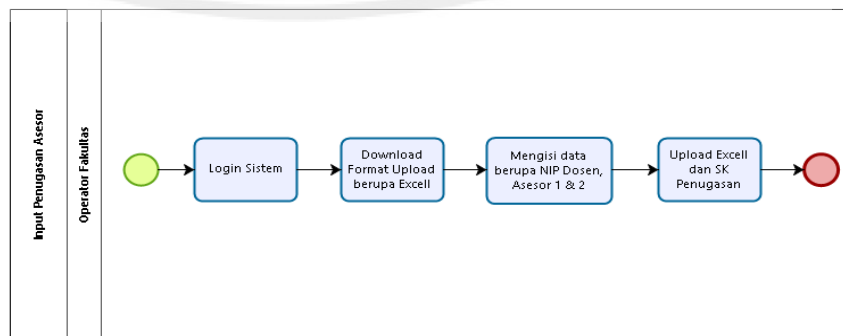 Input Penugasan Asesor
Operator Fakultas
Login Sistem
Download
Format Upload
berupa Excell
Mengisi data
berupa NIP Dosen,
Asesor 1 & 2
Upload Excell
dan SK
Penugasan